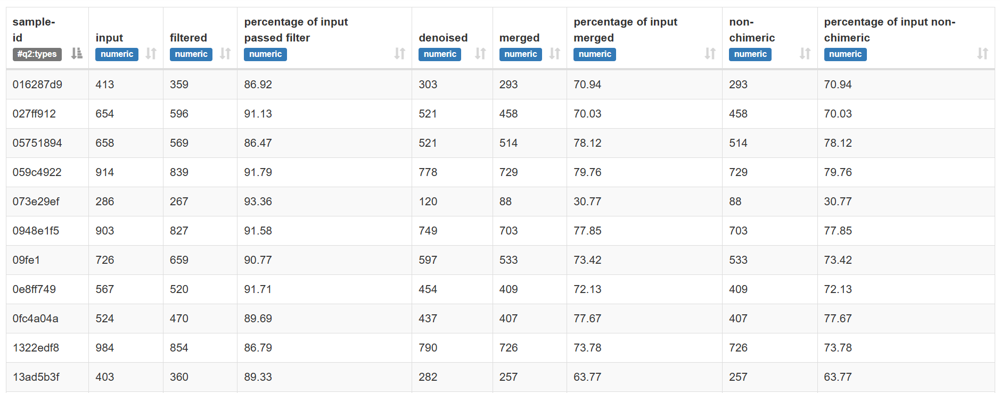 sample-id #q2:types | input numeric | filtered numeric | percentage of input passed filter numeric | denoised numeric | merged numeric | percentage of input merged numeric | non-chimeric numeric | percentage of input non-chimeric numeric
016287d9 413 359 86.92 303 293 70.94 293 70.94
027ff912 654 596 91.13 521 458 70.03 458 70.03
05751894 658 569 86.47 521 514 78.12 514 78.12
059c4922 914 839 91.79 778 729 79.76 729 79.76
073e29ef 286 267 93.36 120 88 30.77 88 30.77
0948e1f5 903 827 91.58 749 703 77.85 703 77.85
09fe1 726 659 90.77 597 533 73.42 533 73.42
0e8ff749 567 520 91.71 454 409 72.13 409 72.13
0fc4a04a 524 470 89.69 437 407 77.67 407 77.67
1322edf8 984 854 86.79 790 726 73.78 726 73.78
13ad5b3f 403 360 89.33 282 257 63.77 257 63.77